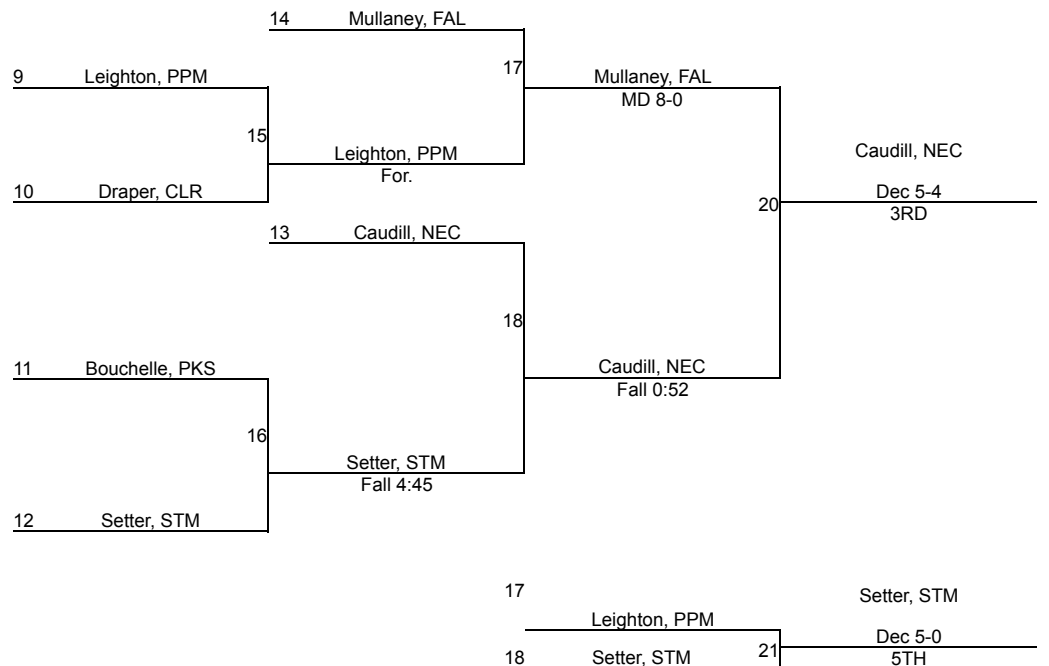 14 Mullaney, FAL
9 Leighton, PPM
17 Mullaney, FAL
MD 8-0
15
Leighton, PPM
For.
Caudill, NEC
10 Draper, CLR
20 Dec 5-4
3RD
13 Caudill, NEC
18
11 Bouchelle, PKS
Caudill, NEC
Fall 0:52
16
Setter, STM
Fall 4:45
12 Setter, STM
17
Setter, STM
Leighton, PPM
Dec 5-0
18 Setter, STM 21 5TH